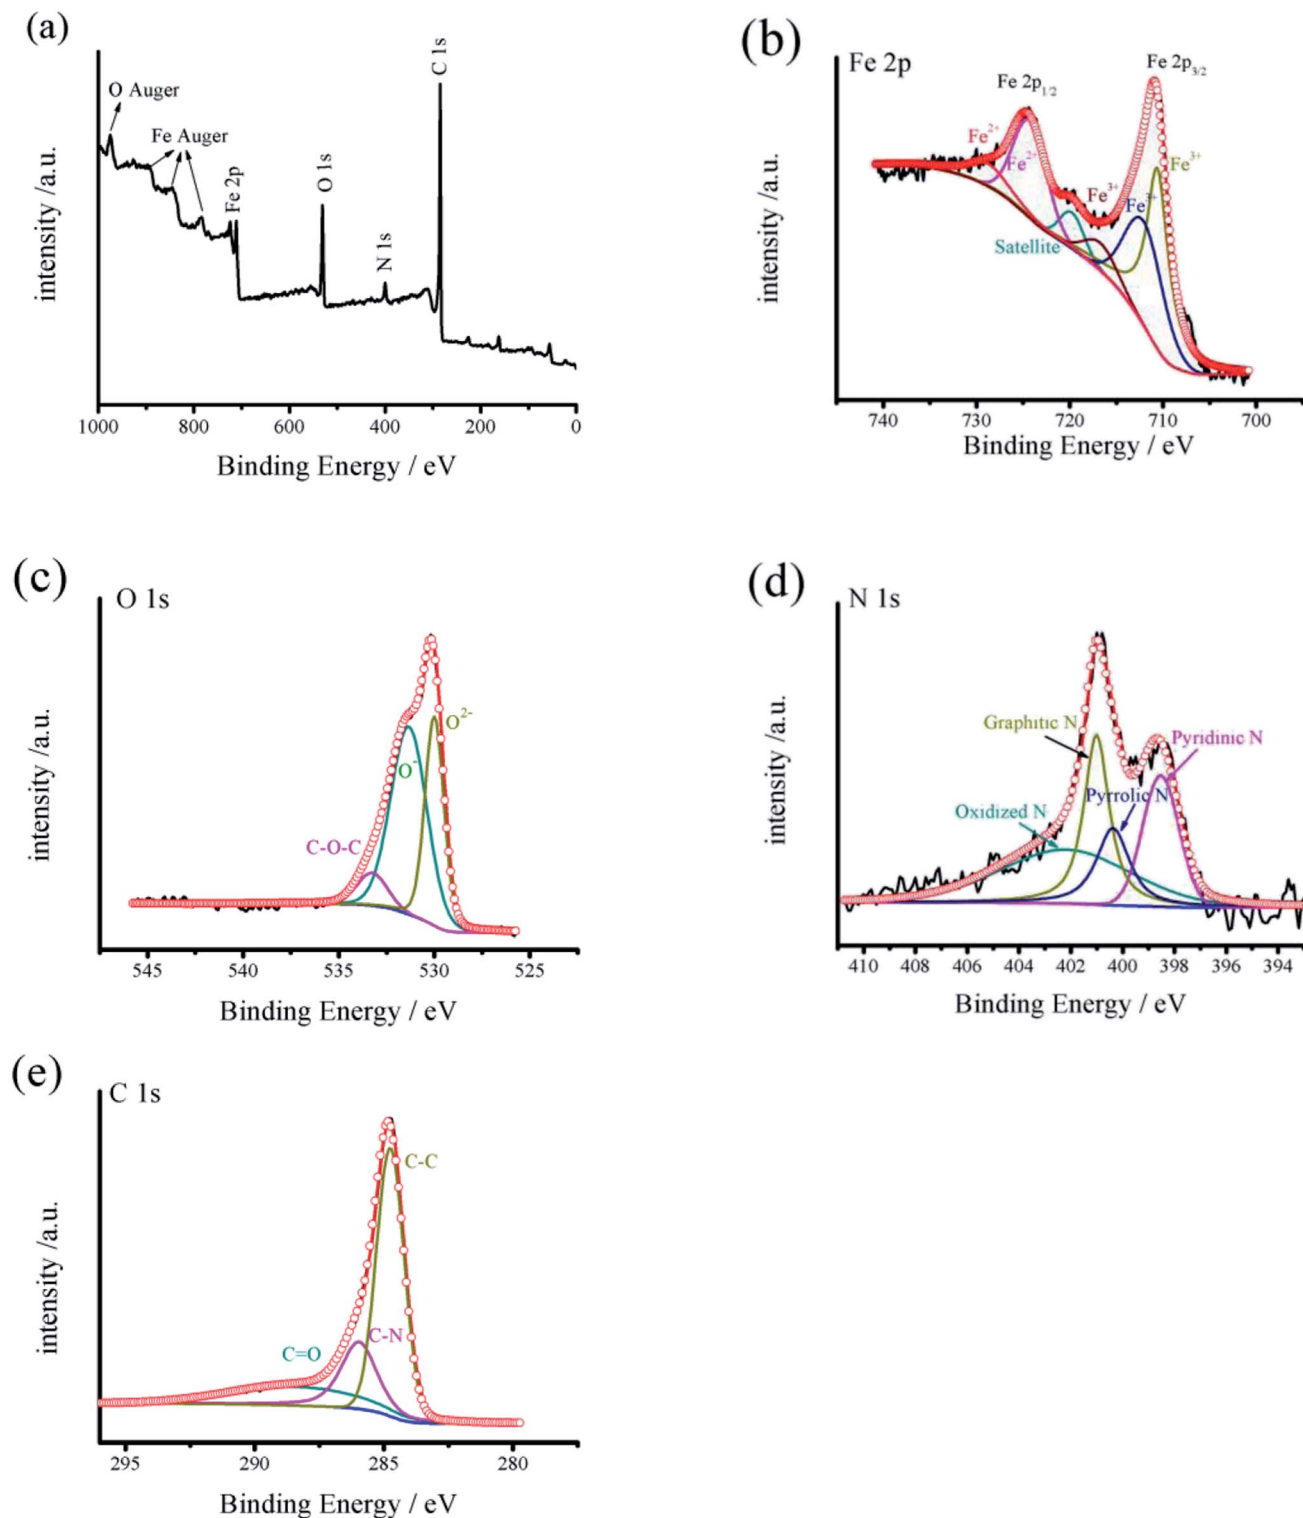 (a)
O Auger
Fe Auger
Fe 2p
O 1s
N 1s
C 1s
intensity /a.u.
1000 800 600 400 200 0
Binding Energy / eV
(b)
Fe 2p
Fe 2p1/2
Fe 2p3/2
Fe2+
Fe2+
Fe3+
Fe3+
Fe3+
Satellite
intensity /a.u.
740 730 720 710 700
Binding Energy / eV
(c)
O 1s
O2-
O-
C-O-C
intensity /a.u.
545 540 535 530 525
Binding Energy / eV
(d)
N 1s
Graphitic N
Pyridinic N
Pyrrolic N
Oxidized N
intensity /a.u.
410 408 406 404 402 400 398 396 394
Binding Energy / eV
(e)
C 1s
C-C
C-N
C=O
intensity /a.u.
295 290 285 280
Binding Energy / eV